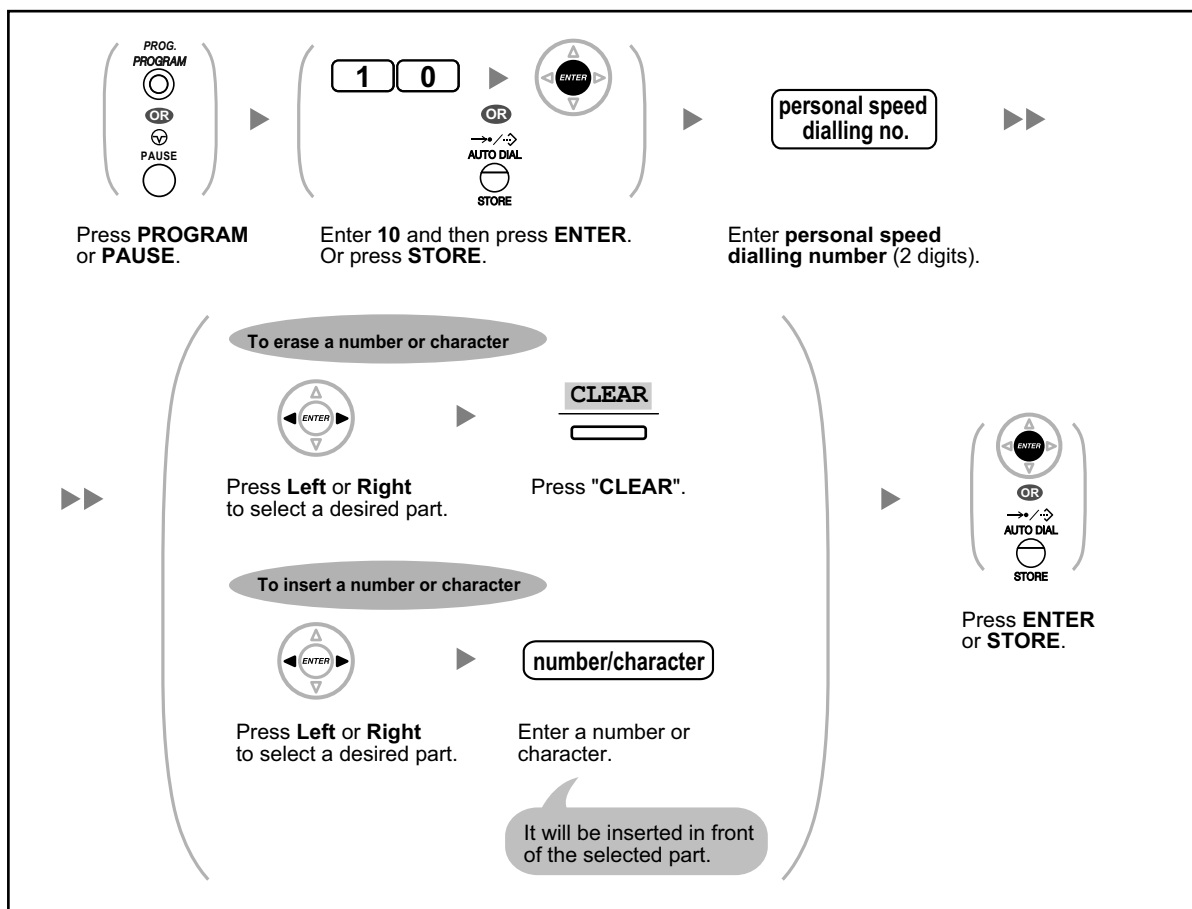 PROG.
PROGRAM
OR
PAUSE
1 0
ENTER
OR
AUTO DIAL
STORE
personal speed
dialling no.
Press PROGRAM
or PAUSE.
Enter 10 and then press ENTER.
Or press STORE.
Enter personal speed
dialling number (2 digits).
To erase a number or character
ENTER
CLEAR
Press Left or Right
to select a desired part.
Press "CLEAR".
To insert a number or character
ENTER
number/character
Press Left or Right
to select a desired part.
Enter a number or
character.
It will be inserted in front
of the selected part.
ENTER
OR
AUTO DIAL
STORE
Press ENTER
or STORE.